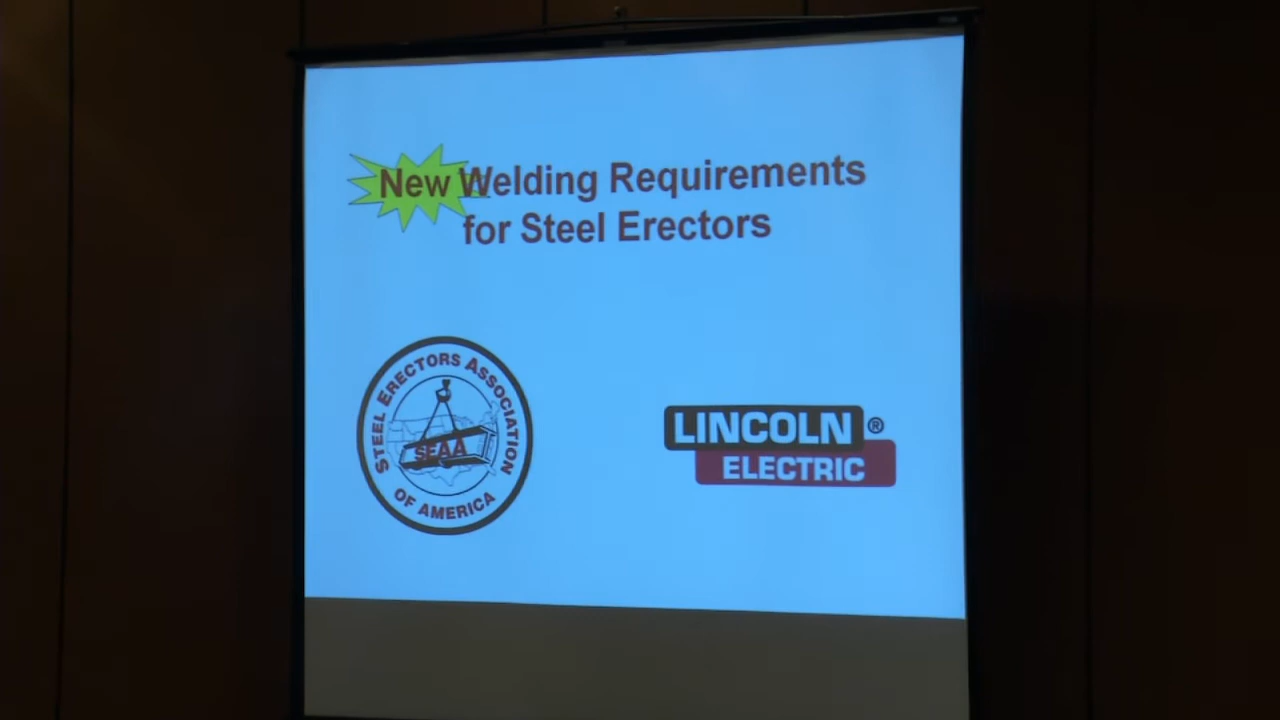 New Welding Requirements
for Steel Erectors
STEEL ERECTORS ASSOCIATION
OF AMERICA
SEAA
LINCOLN ®
ELECTRIC